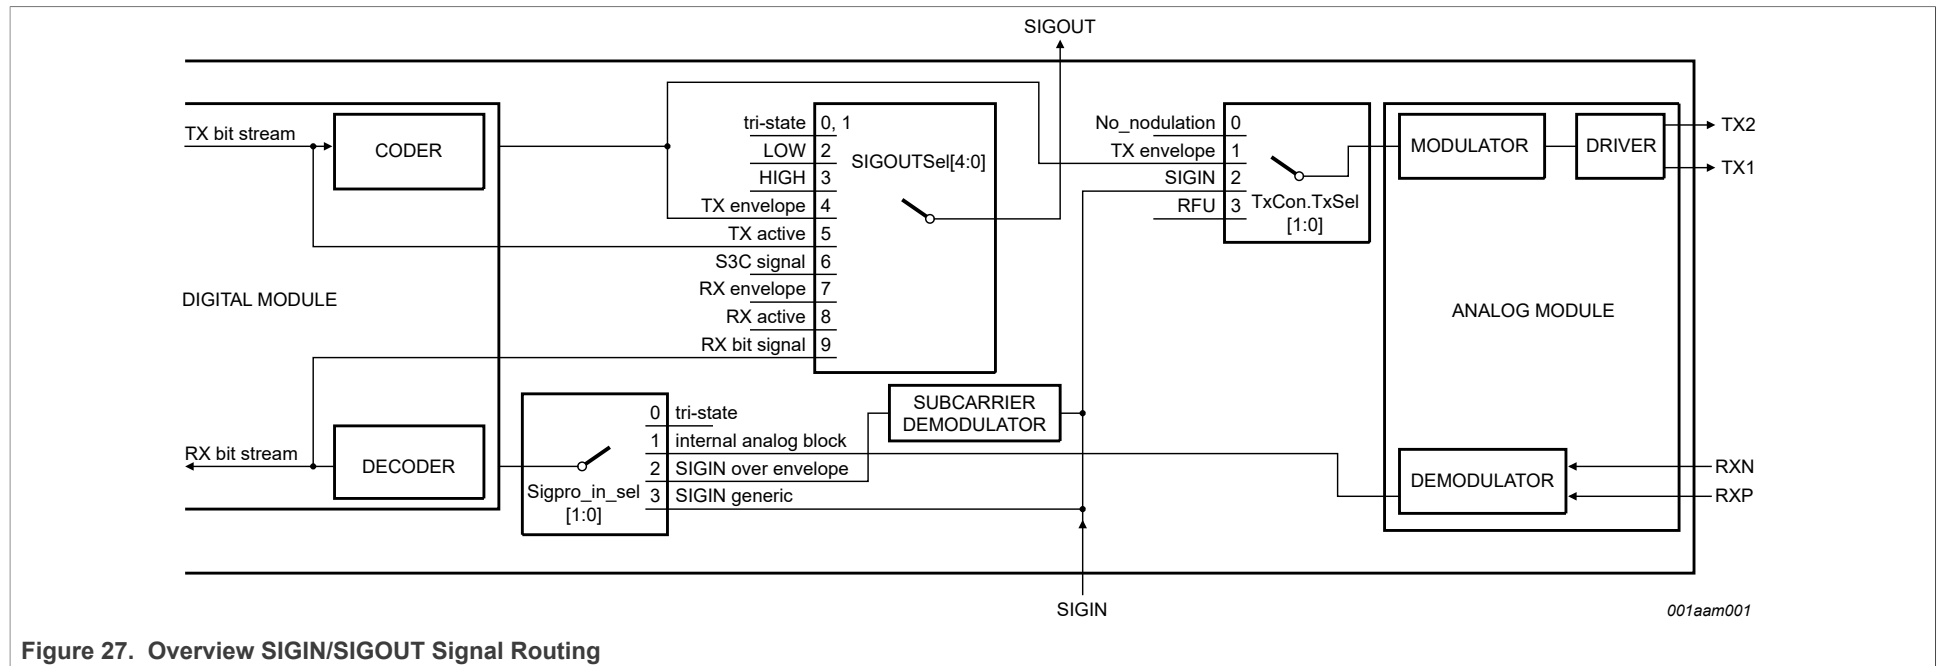 SIGOUT
TX bit stream
CODER
tri-state 0, 1
LOW 2
HIGH 3
TX envelope 4
TX active 5
S3C signal 6
RX envelope 7
RX active 8
RX bit signal 9
SIGOUTSel[4:0]
No_nodulation 0
TX envelope 1
SIGIN 2
RFU 3
TxCon.TxSel
[1:0]
MODULATOR
DRIVER
TX2
TX1
DIGITAL MODULE
ANALOG MODULE
RX bit stream
DECODER
0 tri-state
1 internal analog block
2 SIGIN over envelope
3 SIGIN generic
Sigpro_in_sel
[1:0]
SUBCARRIER
DEMODULATOR
DEMODULATOR
RXN
RXP
SIGIN
001aam001
Figure 27. Overview SIGIN/SIGOUT Signal Routing